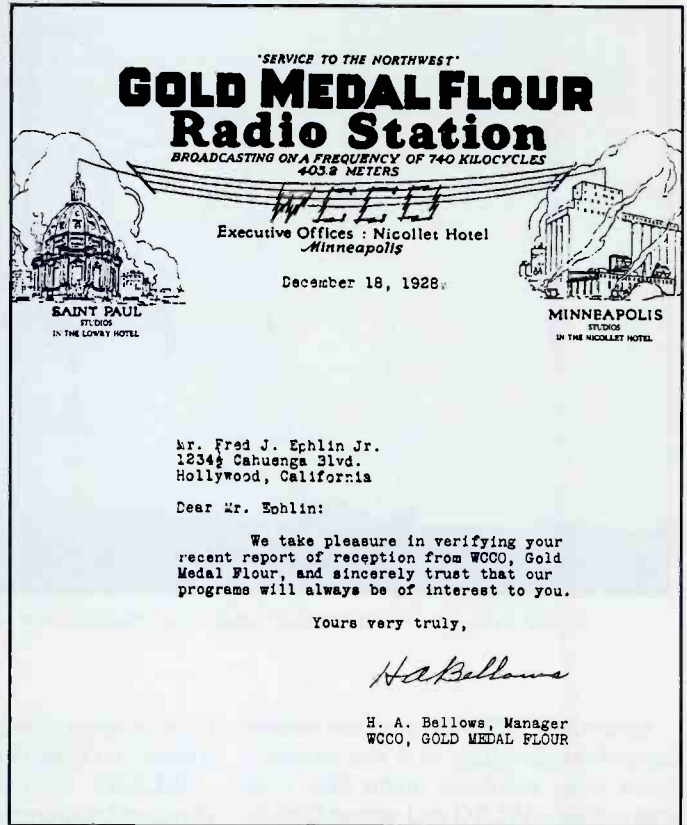 "SERVICE TO THE NORTHWEST"
GOLD MEDAL FLOUR
Radio Station
BROADCASTING ON A FREQUENCY OF 740 KILOCYCLES
405.2 METERS
Executive Offices : Nicollet Hotel
Minneapolis
December 18, 1928.
SAINT PAUL
STUDIOS
IN THE LOWRY HOTEL
MINNEAPOLIS
STUDIOS
IN THE NICOLLET HOTEL
Mr. Fred J. Ephlin Jr.
1234½ Cahuenga Blvd.
Hollywood, California
Dear Mr. Ephlin:
We take pleasure in verifying your
recent report of reception from WCCO, Gold
Medal Flour, and sincerely trust that our
programs will always be of interest to you.
Yours very truly,
H A Bellows
H. A. Bellows, Manager
WCCO, GOLD MEDAL FLOUR